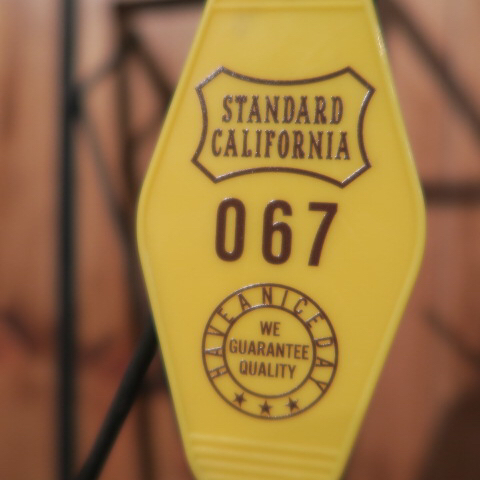 STANDARD
CALIFORNIA
067
HAVE A NICE DAY
WE
GUARANTEE
QUALITY